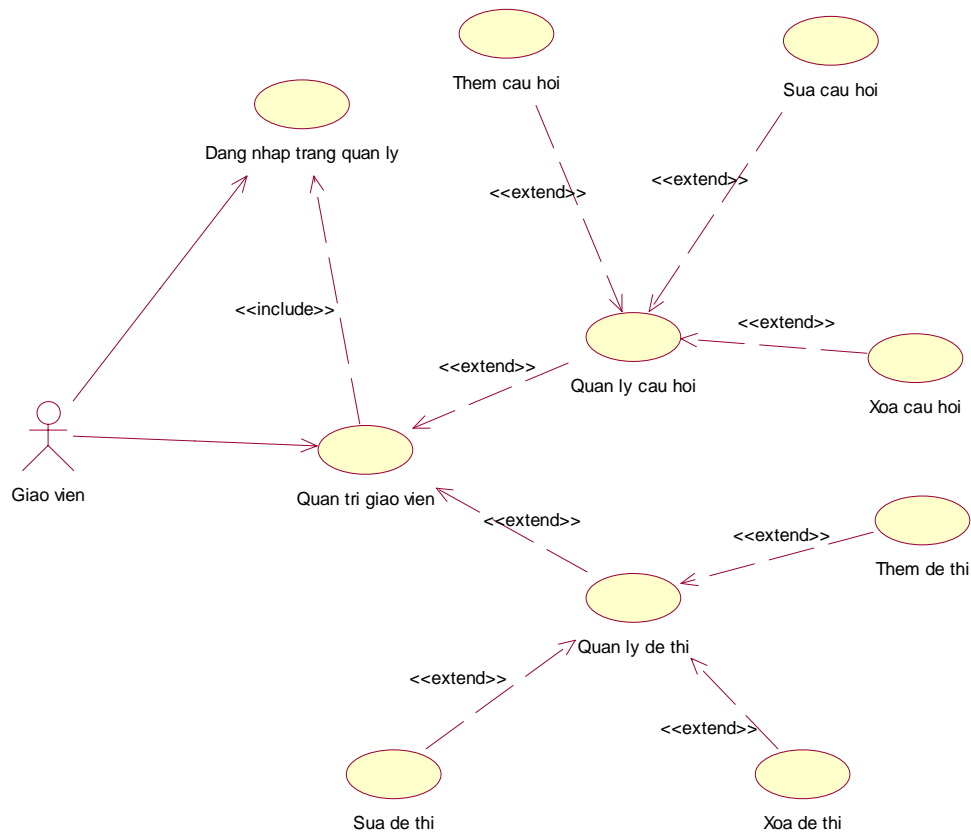 Them cau hoi
Sua cau hoi
Dang nhap trang quan ly
<<extend>>
<<extend>>
<<include>>
<<extend>>
<<extend>>
Quan ly cau hoi
Xoa cau hoi
Giao vien
Quan tri giao vien
<<extend>>
<<extend>>
Them de thi
Quan ly de thi
<<extend>>
<<extend>>
Sua de thi
Xoa de thi